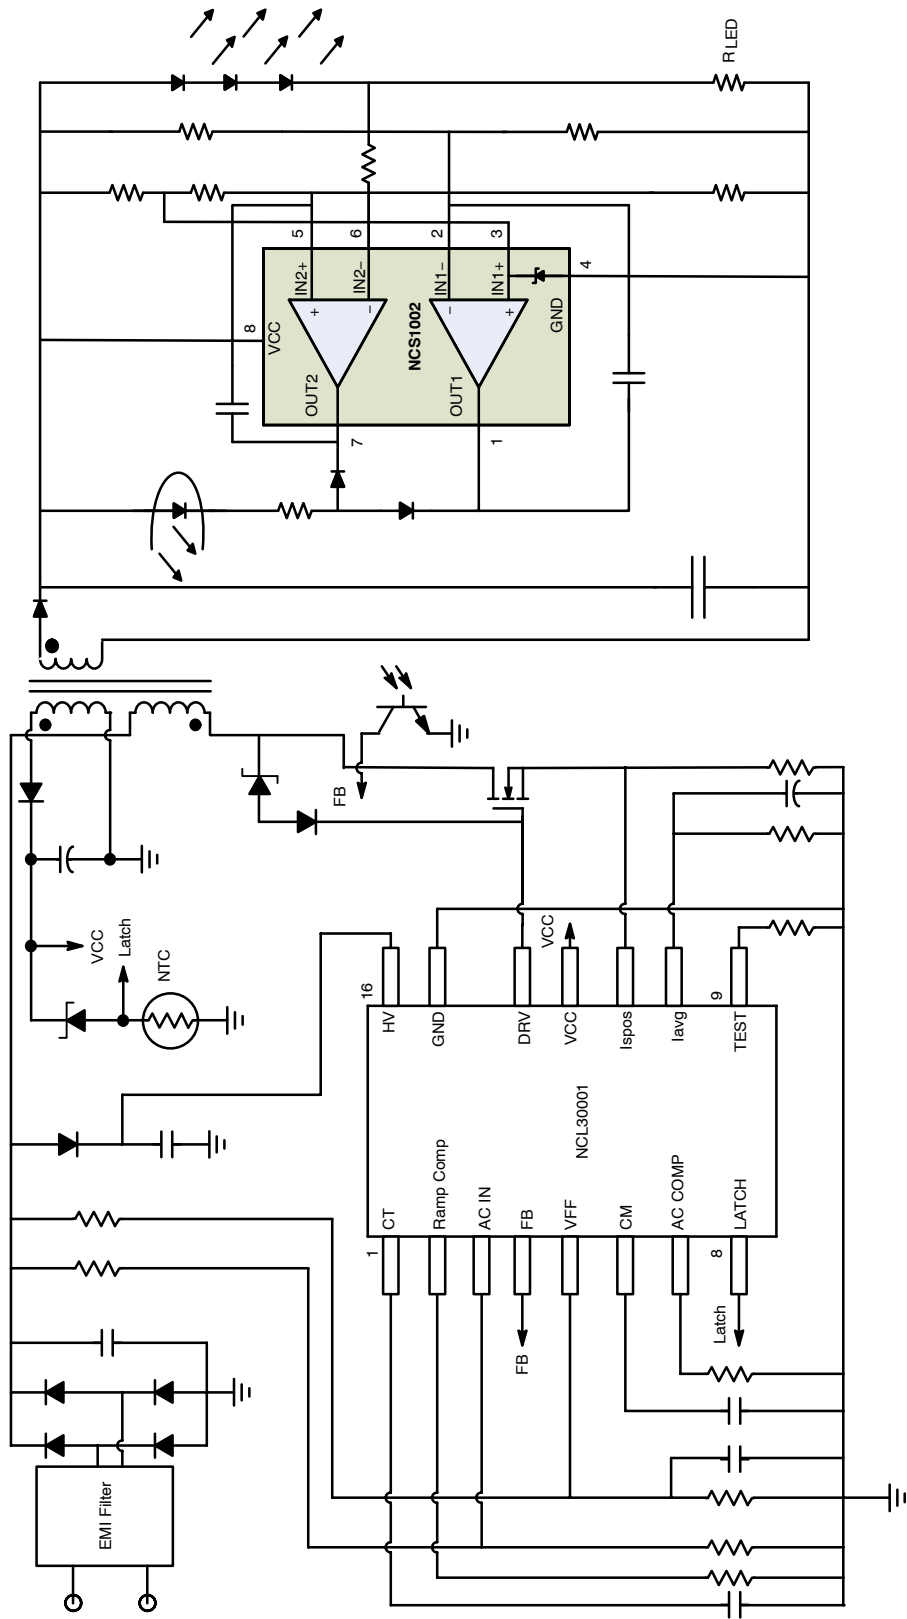 R LED
8
VCC
5
IN2+
+
6
IN2−
−
OUT2
7
NCS1002
2
IN1−
−
3
IN1+
+
OUT1
1
GND
4
FB
VCC
Latch
NTC
EMI Filter
1
CT
Ramp Comp
AC IN
FB
VFF
CM
AC COMP
8
LATCH
FB
Latch
NCL30001
16
HV
GND
DRV
VCC
Ispos
Iavg
9
TEST
VCC